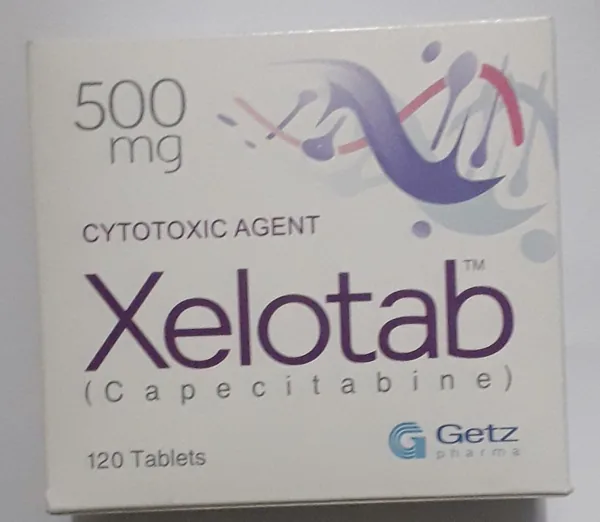 500
mg
CYTOTOXIC AGENT
Xelotab™
(Capecitabine)
120 Tablets
Getz
pharma